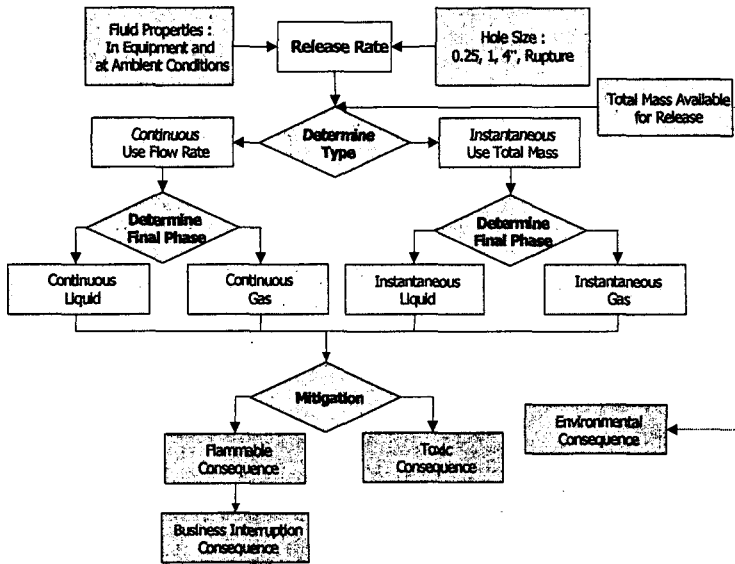 Fluid Properties :
In Equipment and
at Ambient Conditions
Release Rate
Hole Size :
0.25, 1, 4", Rupture
Total Mass Available
for Release
Continuous
Use Flow Rate
Determine
Type
Instantaneous
Use Total Mass
Determine
Final Phase
Determine
Final Phase
Continuous
Liquid
Continuous
Gas
Instantaneous
Liquid
Instantaneous
Gas
Mitigation
Flammable
Consequence
Toxic
Consequence
Environmental
Consequence
Business Interruption
Consequence